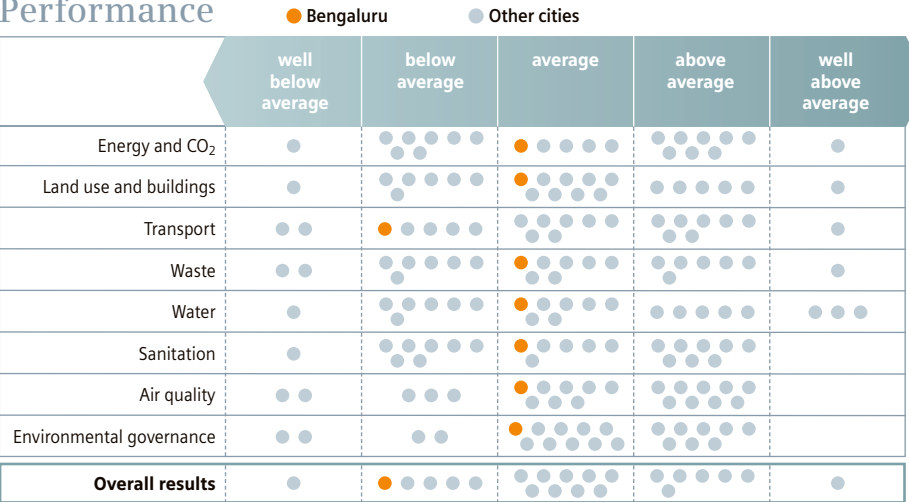 Performance
Bengaluru
Other cities
well
below
average
below
average
average
above
average
well
above
average
Energy and CO₂
Land use and buildings
Transport
Waste
Water
Sanitation
Air quality
Environmental governance
Overall results